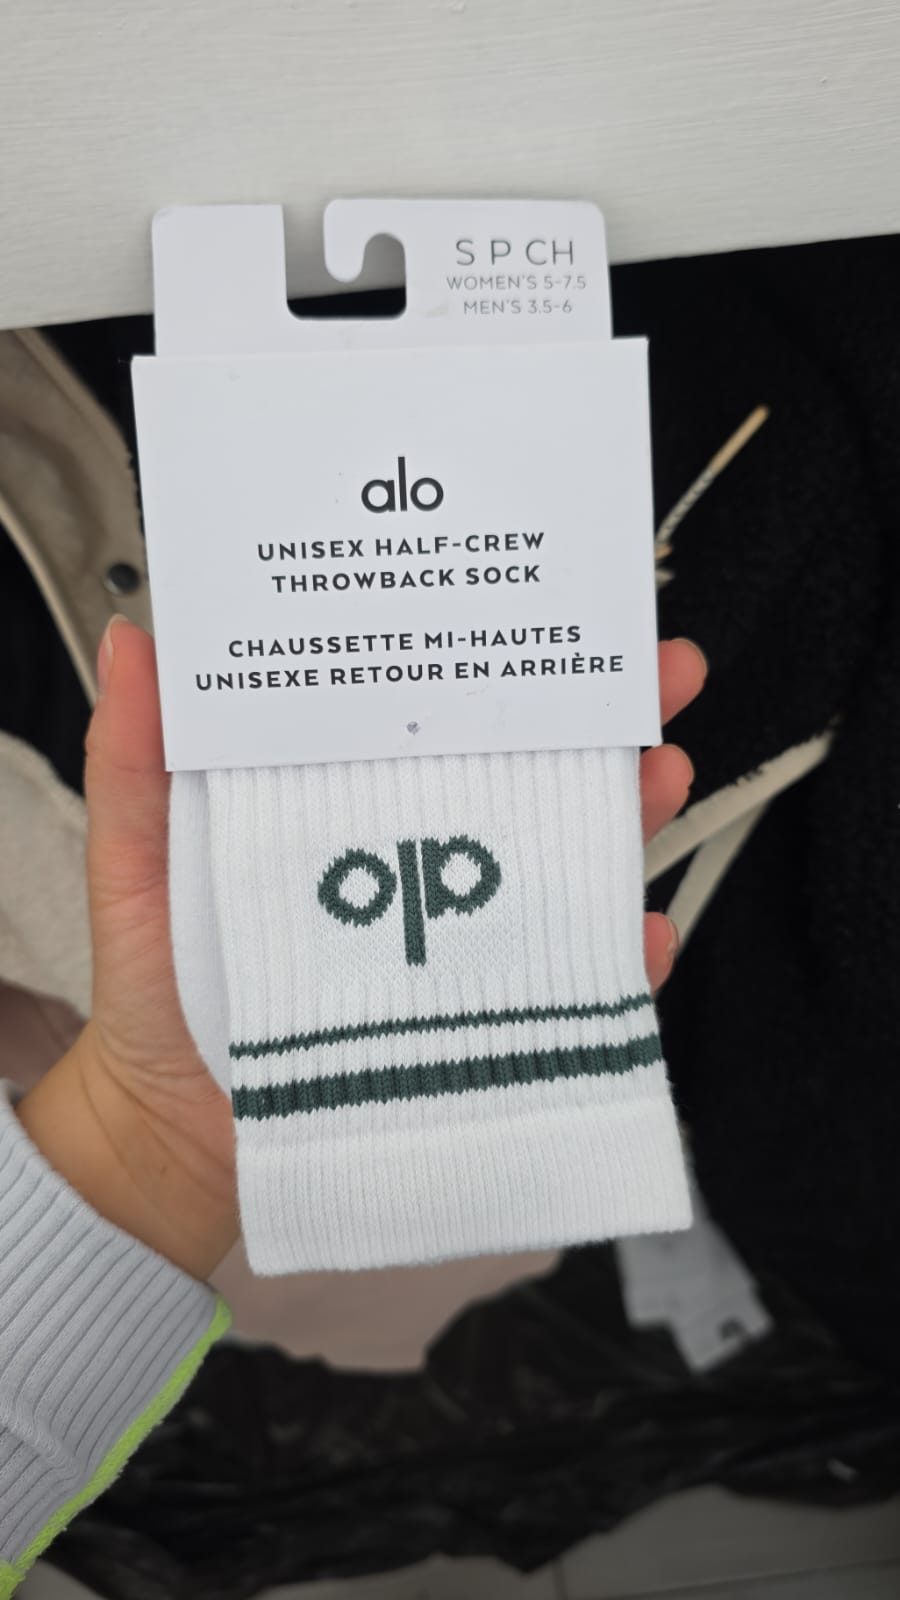 S P CH
WOMEN'S 5-7.5
MEN'S 3.5-6
alo
UNISEX HALF-CREW
THROWBACK SOCK
CHAUSSETTE MI-HAUTES
UNISEXE RETOUR EN ARRIÈRE
alo